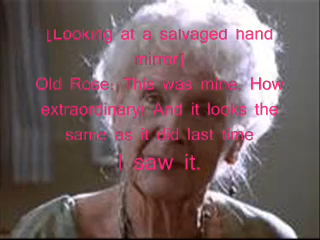 [Looking at a salvaged hand
mirror]
Old Rose: This was mine. How
extraordinary! And it looks the
same as it did last time
I saw it.